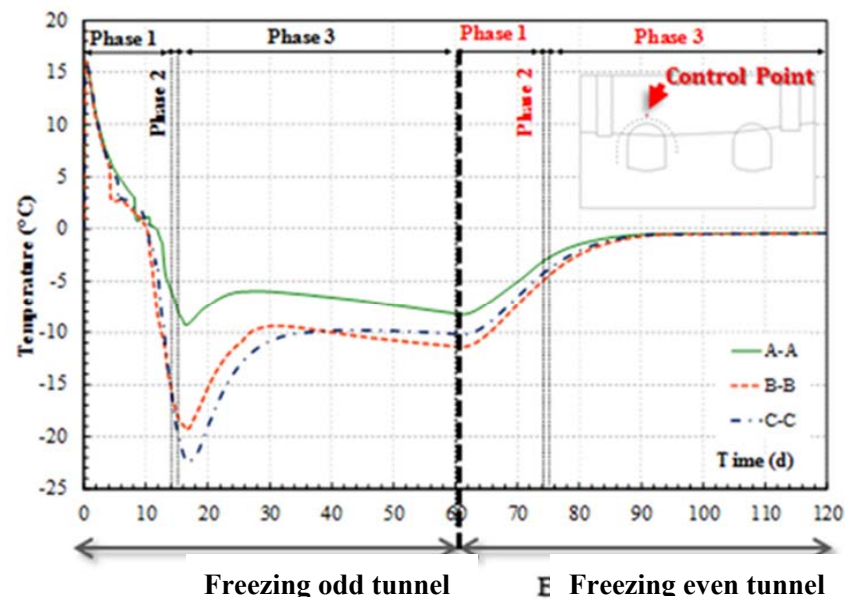 20
15
10
5
0
-5
-10
-15
-20
-25
Temperature (°C)
Phase 1
Phase 2
Phase 3
Phase 1
Phase 2
Phase 3
Control Point
A-A
B-B
C-C
Time (d)
0 10 20 30 40 50 60 70 80 90 100 110 120
Freezing odd tunnel
Freezing even tunnel